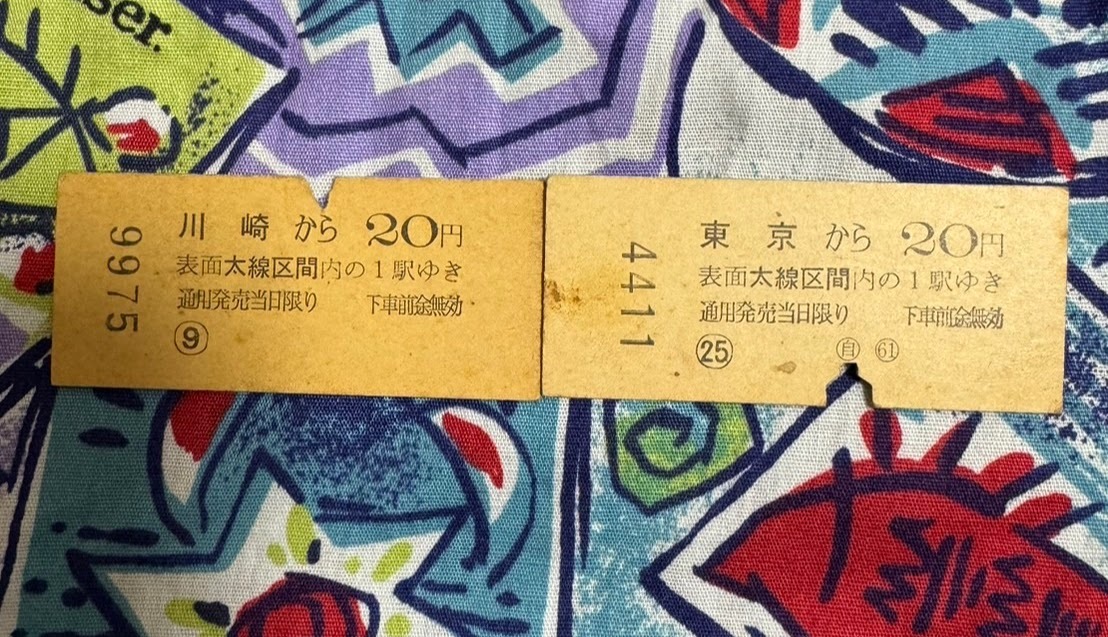 ser.
9975
川崎から 20円
表面太線区間内の1駅ゆき
通用発売当日限り 下車前途無効
⑨
4411
東京から 20円
表面太線区間内の1駅ゆき
通用発売当日限り 下車前途無効
㉕ 自 61